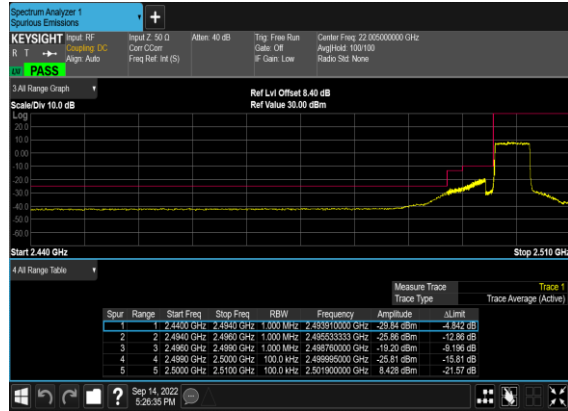 Spectrum Analyzer 1
Spurious Emissions
KEYSIGHT
R T
PASS
Input: RF
Coupling: DC
Align: Auto
Input Z: 50 Ω
Corr CCorr
Freq Ref: Int (S)
Atten: 40 dB
Trig: Free Run
Gate: Off
IF Gain: Low
Center Freq: 22.005000000 GHz
Avg|Hold: 100/100
Radio Std: None
3 All Range Graph
Scale/Div 10.0 dB
Ref Lvl Offset 8.40 dB
Ref Value 30.00 dBm
Log
20.0
10.0
0.00
-10.0
-20.0
-30.0
-40.0
-50.0
-60.0
Start 2.440 GHz
Stop 2.510 GHz
4 All Range Table
Measure Trace Trace 1
Trace Type Trace Average (Active)
Spur Range Start Freq Stop Freq RBW Frequency Amplitude ΔLimit
1 1 2.4400 GHz 2.4940 GHz 1.000 MHz 2.493910000 GHz -29.84 dBm -4.842 dB
2 2 2.4940 GHz 2.4960 GHz 1.000 MHz 2.495533333 GHz -25.86 dBm -12.86 dB
3 3 2.4960 GHz 2.4990 GHz 1.000 MHz 2.498760000 GHz -19.20 dBm -9.196 dB
4 4 2.4990 GHz 2.5000 GHz 100.0 kHz 2.499995000 GHz -25.81 dBm -15.81 dB
5 5 2.5000 GHz 2.5100 GHz 100.0 kHz 2.501900000 GHz 8.428 dBm -21.57 dB
Sep 14, 2022
5:26:35 PM